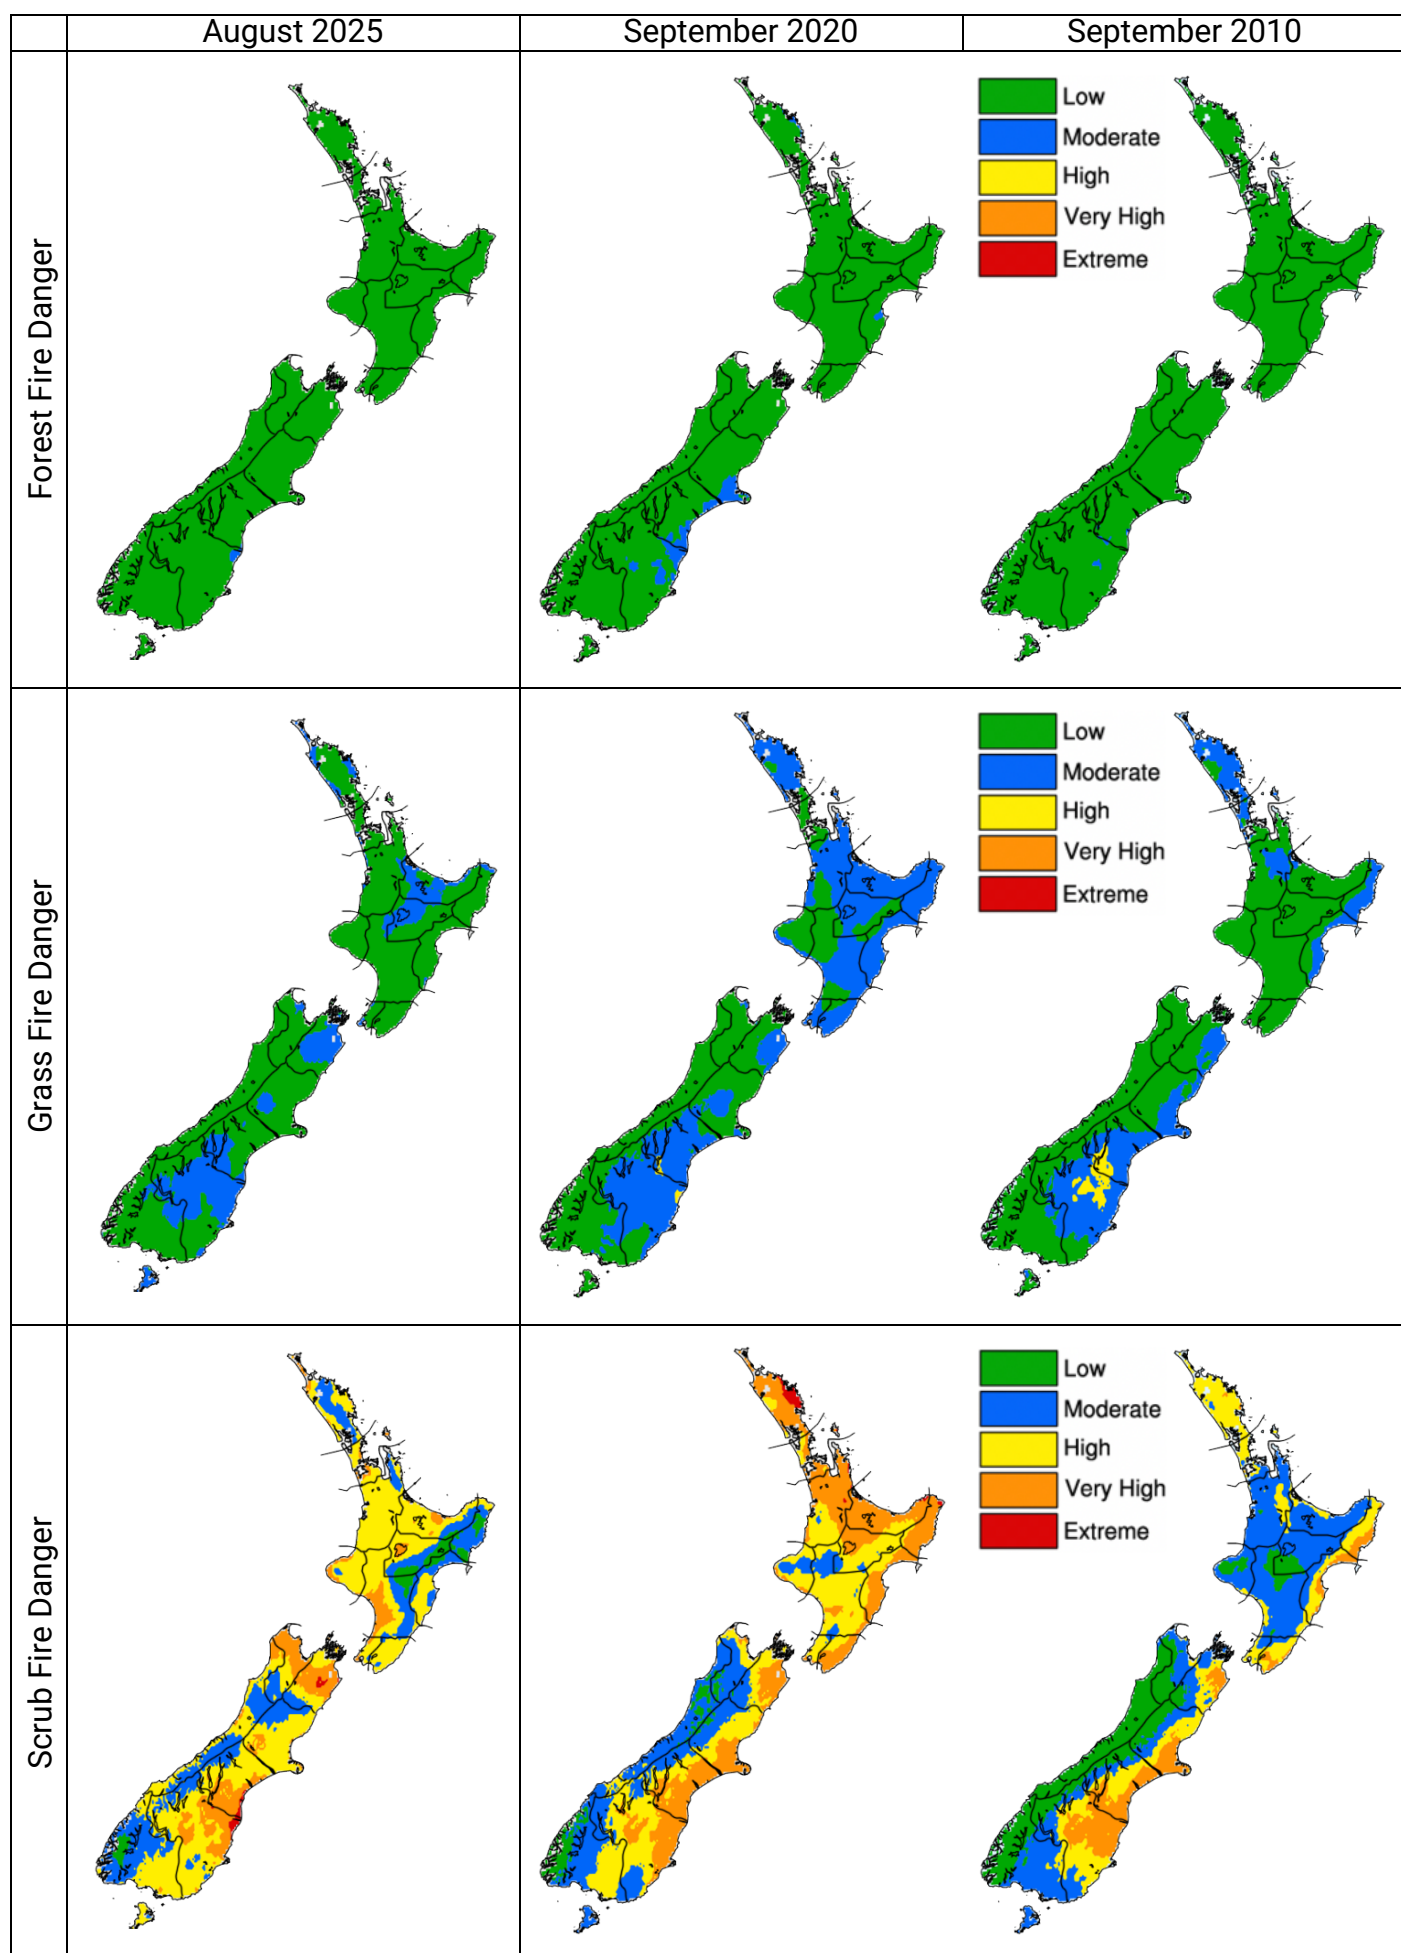 August 2025
September 2020
September 2010
Forest Fire Danger
Low
Moderate
High
Very High
Extreme
Grass Fire Danger
Low
Moderate
High
Very High
Extreme
Scrub Fire Danger
Low
Moderate
High
Very High
Extreme